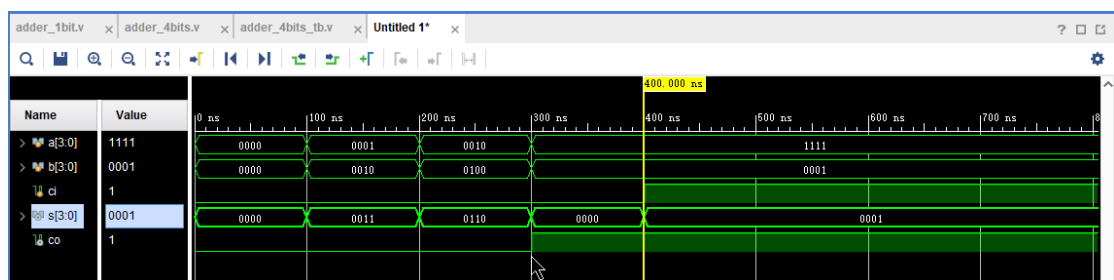 adder_1bit.v × adder_4bits.v × adder_4bits_tb.v × Untitled 1* × ?
400.000 ns
Name Value 0 ns 100 ns 200 ns 300 ns 400 ns 500 ns 600 ns 700 ns 8
> a[3:0] 1111 0000 0001 0010 1111
> b[3:0] 0001 0000 0010 0100 0001
ci 1
> s[3:0] 0001 0000 0011 0110 0000 0001
co 1